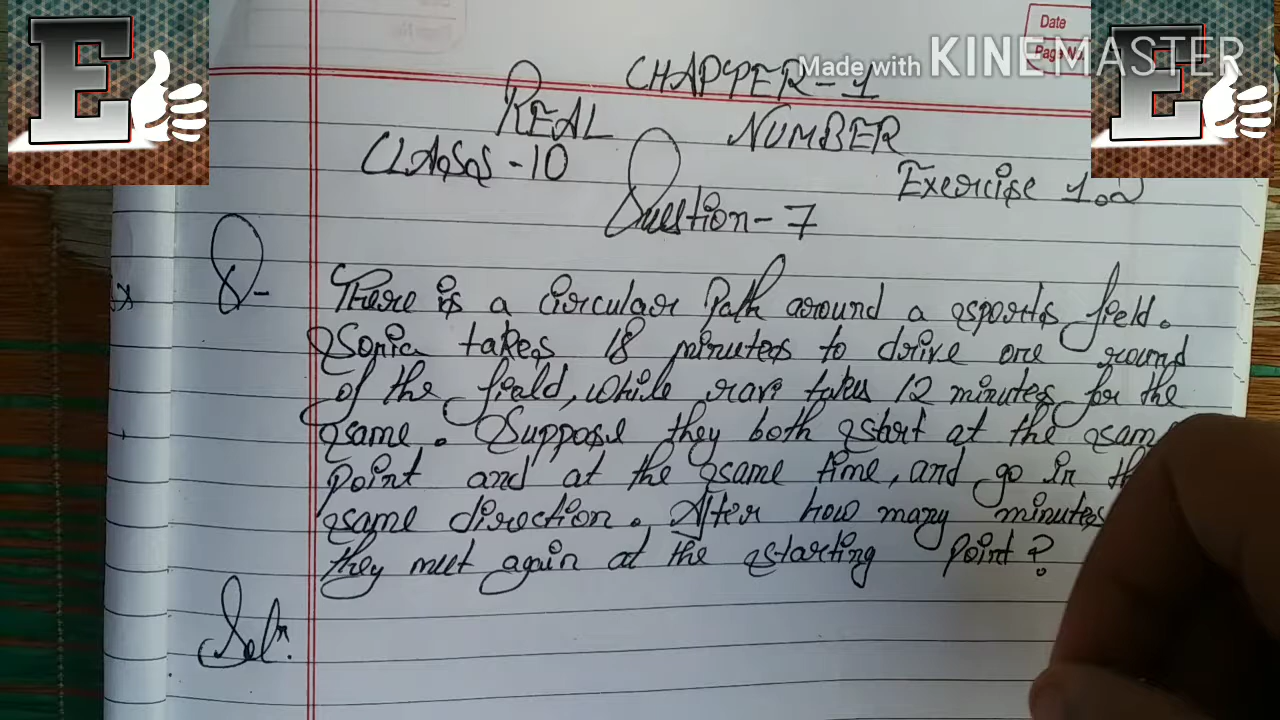 Date
Page No.
Made with KINEMASTER
E
E
CHAPTER-1
REAL NUMBER
CLASS-10
Exercise 1.2
Question-7
Q- There is a Circular Path around a sports field.
Sonia takes 18 minutes to drive one round
of the field, while ravi takes 12 minutes for the
same. Suppose they both start at the sam
point and at the same time, and go in th
same direction. After how many minutes
they meet again at the starting point?
Solⁿ.